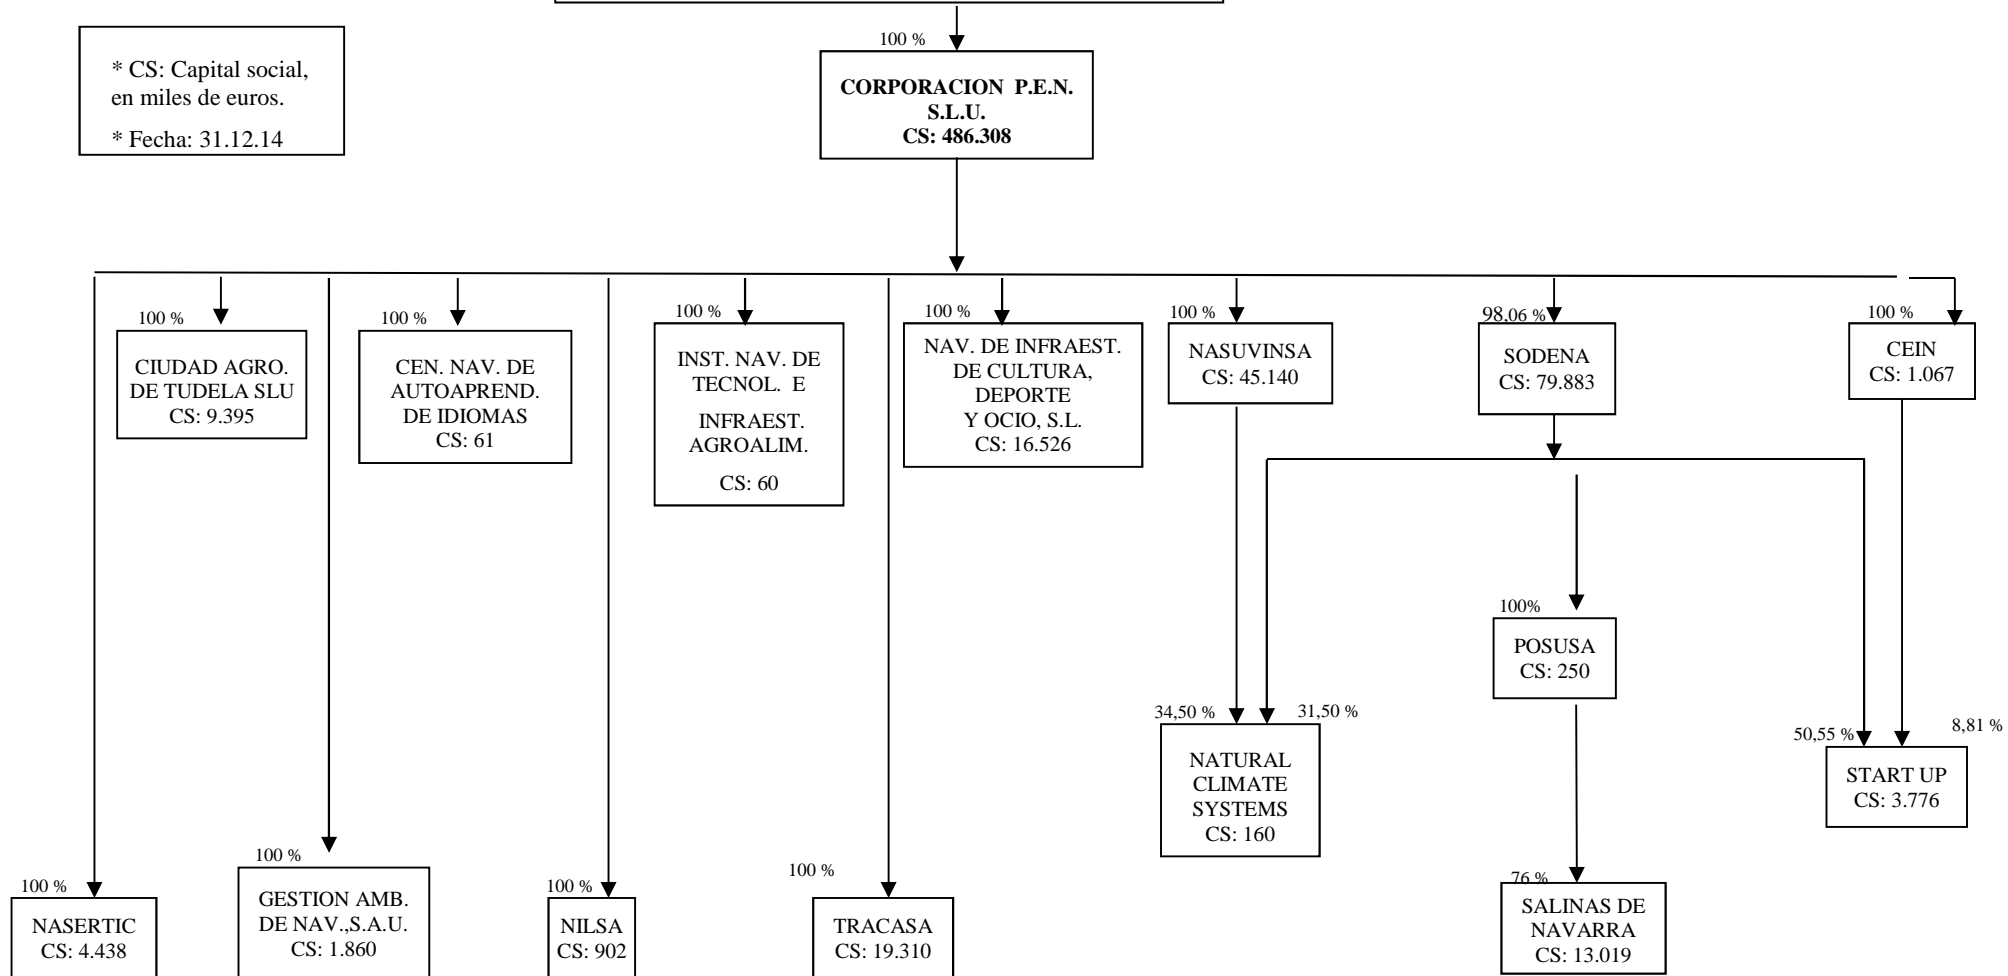 * CS: Capital social,
en miles de euros.
* Fecha: 31.12.14
100 %
CORPORACION P.E.N.
S.L.U.
CS: 486.308
100 %
CIUDAD AGRO.
DE TUDELA SLU
CS: 9.395
100 %
CEN. NAV. DE
AUTOAPREND.
DE IDIOMAS
CS: 61
100 %
INST. NAV. DE
TECNOL. E
INFRAEST.
AGROALIM.
CS: 60
100 %
NAV. DE INFRAEST.
DE CULTURA,
DEPORTE
Y OCIO, S.L.
CS: 16.526
100 %
NASUVINSA
CS: 45.140
98,06 %
SODENA
CS: 79.883
100 %
CEIN
CS: 1.067
100%
POSUSA
CS: 250
34,50 %
31,50 %
NATURAL
CLIMATE
SYSTEMS
CS: 160
50,55 %
8,81 %
START UP
CS: 3.776
100 %
NASERTIC
CS: 4.438
100 %
GESTION AMB.
DE NAV.,S.A.U.
CS: 1.860
100 %
NILSA
CS: 902
100 %
TRACASA
CS: 19.310
76 %
SALINAS DE
NAVARRA
CS: 13.019